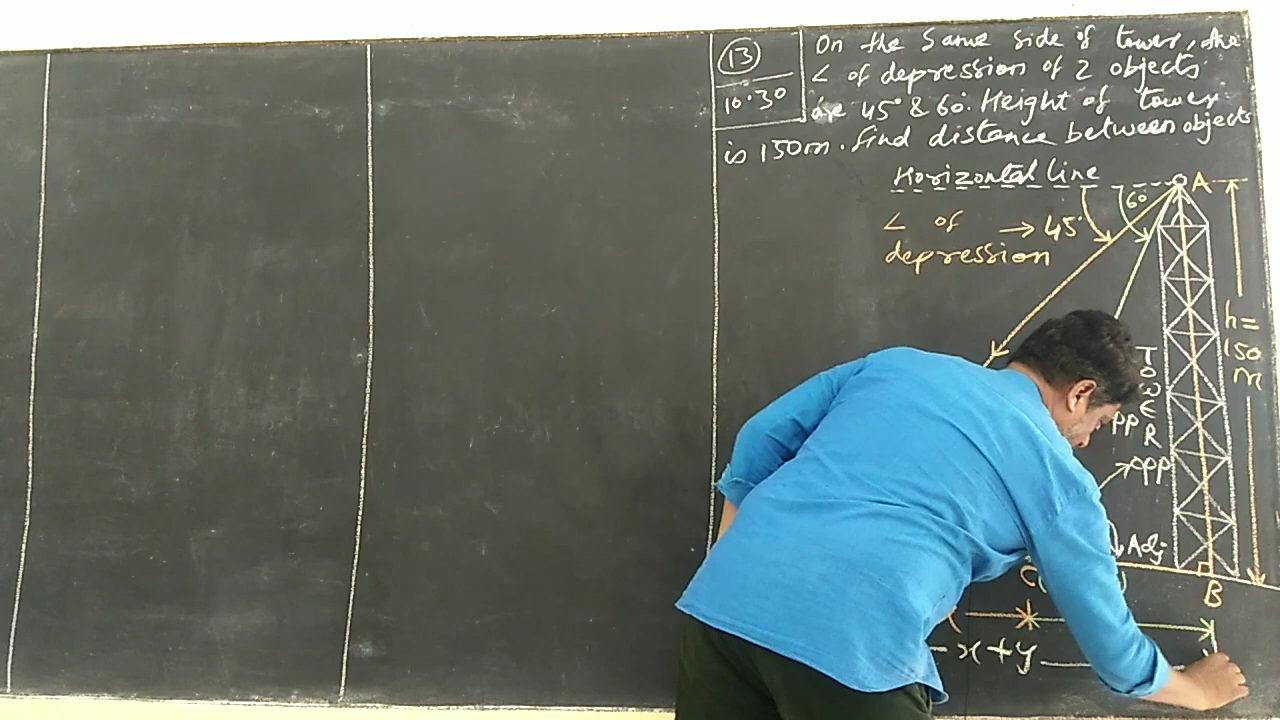 13
10.30
On the same side of tower, the
∠ of depression of 2 objects
are 45° & 60°. Height of tower
is 150m. find distance between objects
Horizontal line
A
60
∠ of → 45°
depression
h=
150
m
TOWER
pp
opp
Adj
C(
)
B
x+y